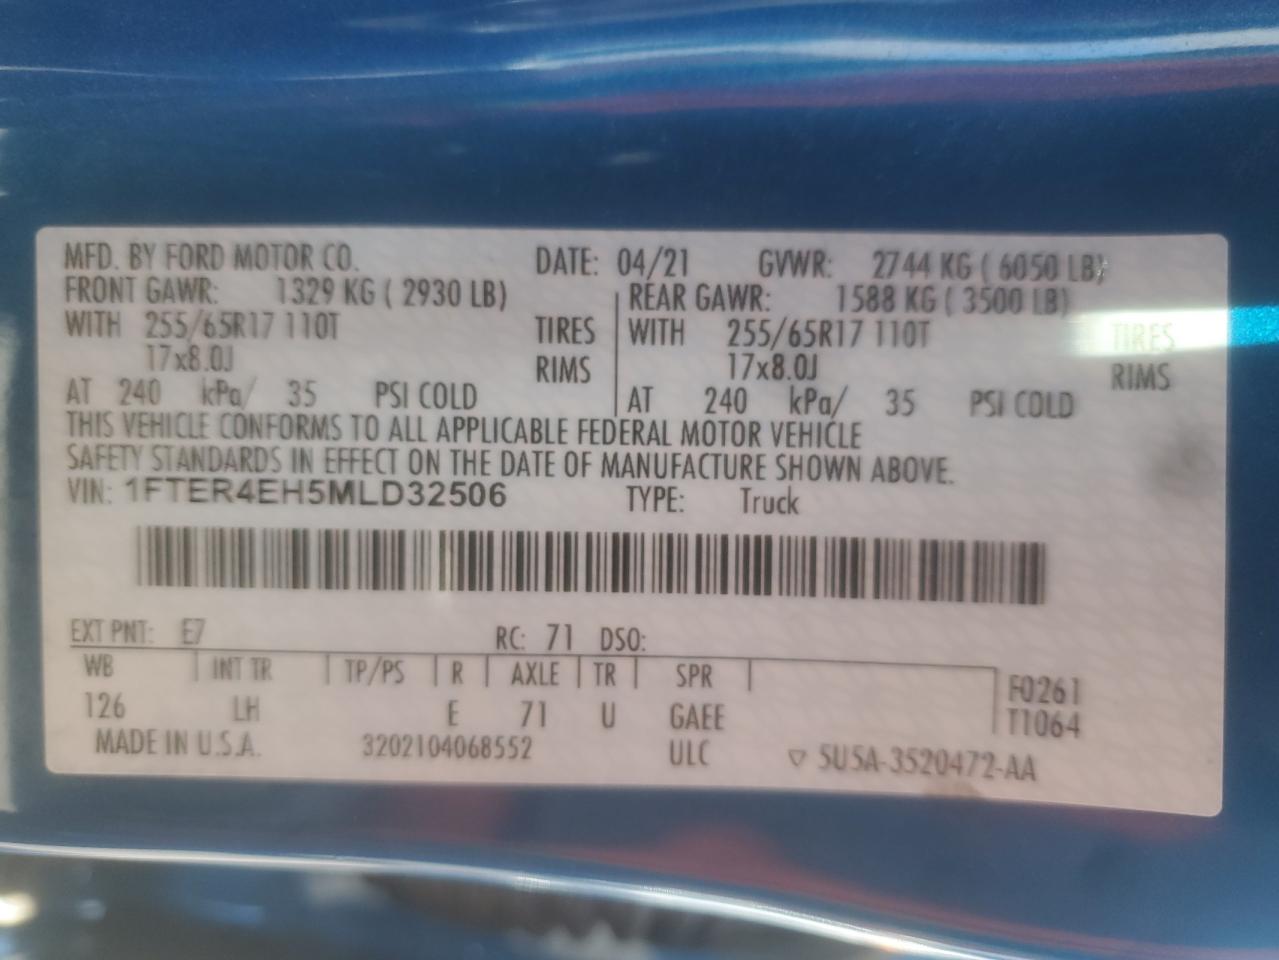 MFD. BY FORD MOTOR CO. DATE: 04/21 GVWR: 2744 KG ( 6050 LB)
FRONT GAWR: 1329 KG ( 2930 LB) REAR GAWR: 1588 KG ( 3500 LB)
WITH 255/65R17 110T TIRES WITH 255/65R17 110T TIRES
17x8.0J RIMS 17x8.0J RIMS
AT 240 kPa/ 35 PSI COLD AT 240 kPa/ 35 PSI COLD
THIS VEHICLE CONFORMS TO ALL APPLICABLE FEDERAL MOTOR VEHICLE
SAFETY STANDARDS IN EFFECT ON THE DATE OF MANUFACTURE SHOWN ABOVE.
VIN: 1FTER4EH5MLD32506 TYPE: Truck
EXT PNT: E7 RC: 71 DSO:
WB INT TR TP/PS R AXLE TR SPR F0261
126 LH E 71 U GAEE T1064
MADE IN U.S.A. 3202104068552 ULC 5U5A-3520472-AA